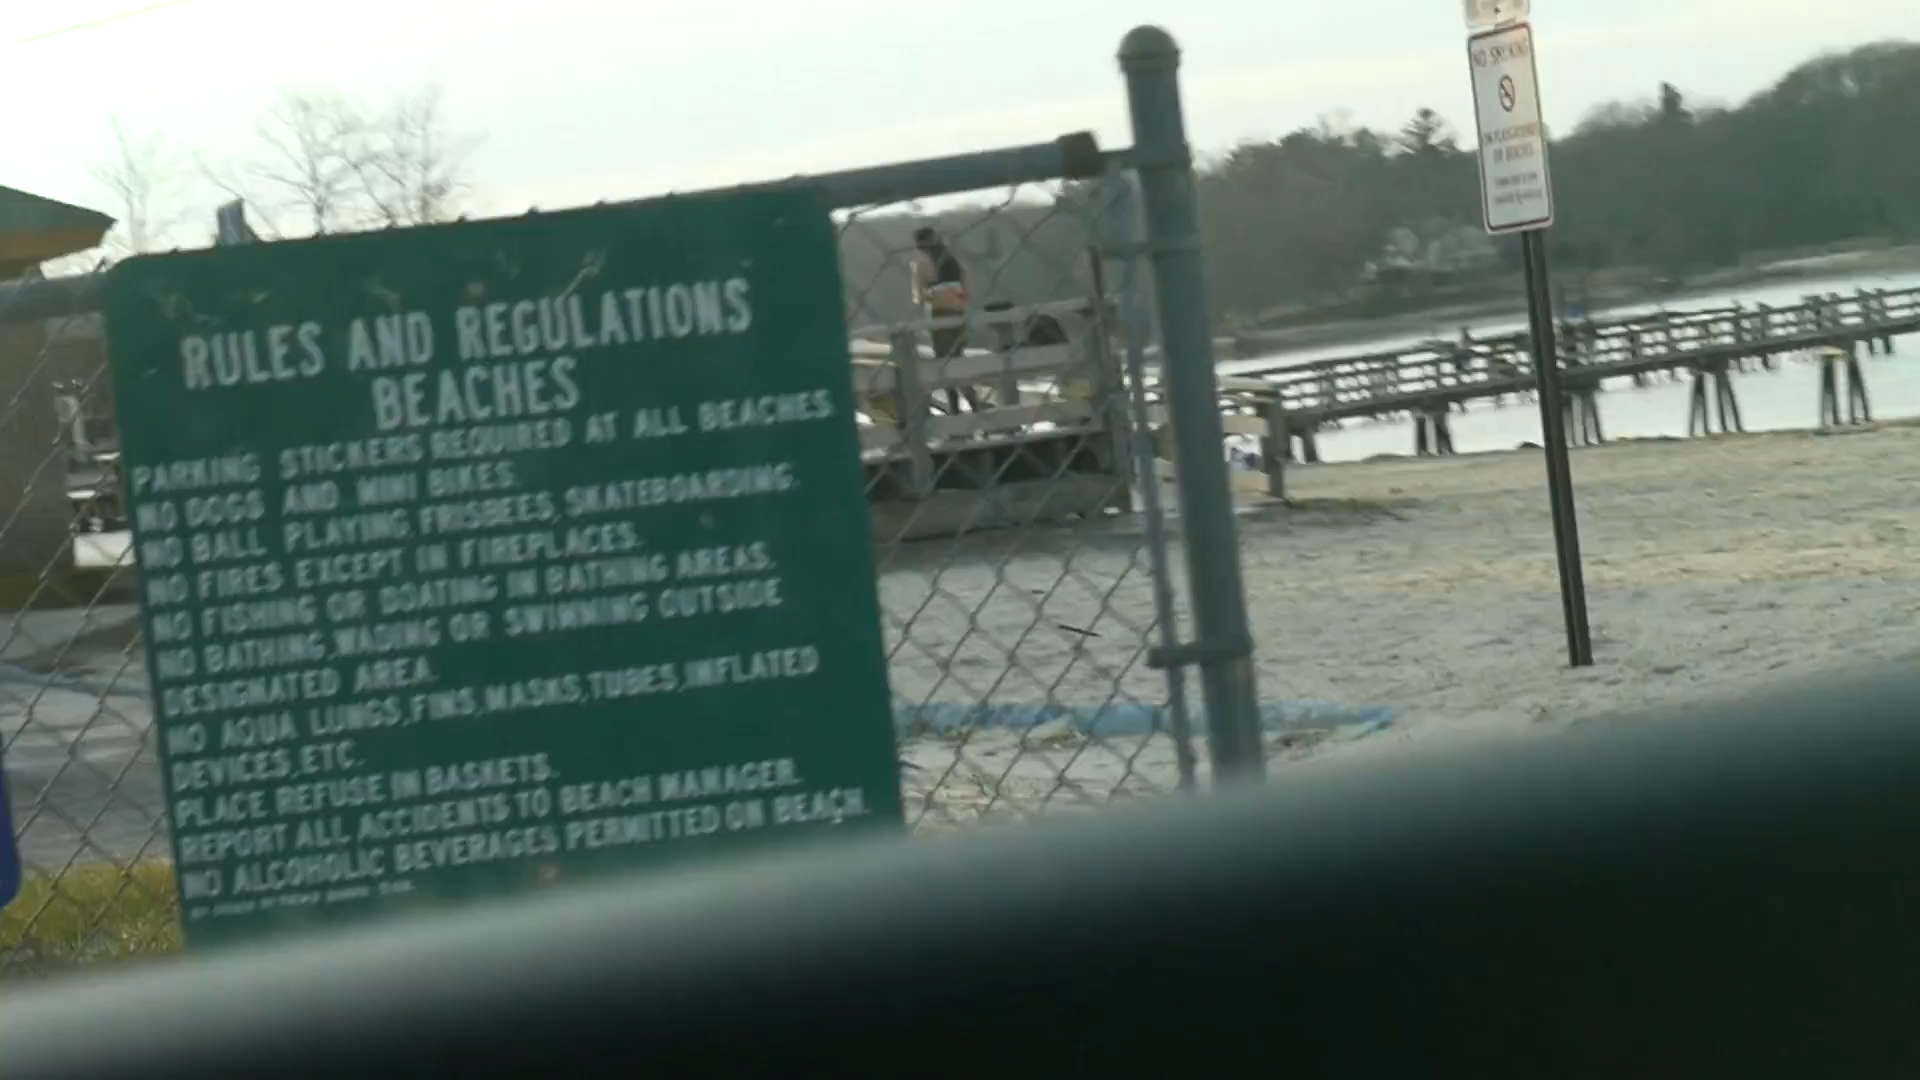 RULES AND REGULATIONS
BEACHES
PARKING STICKERS REQUIRED AT ALL BEACHES
NO DOGS AND MINI BIKES.
NO BALL PLAYING, FRISBEES, SKATEBOARDING.
NO FIRES EXCEPT IN FIREPLACES.
NO FISHING OR BOATING IN BATHING AREAS.
NO BATHING, WADING OR SWIMMING OUTSIDE
DESIGNATED AREA.
NO AQUA LUNGS, FINS, MASKS, TUBES, INFLATED
DEVICES, ETC.
PLACE REFUSE IN BASKETS.
REPORT ALL ACCIDENTS TO BEACH MANAGER.
NO ALCOHOLIC BEVERAGES PERMITTED ON BEACH.
NO SMOKING
OR BEACHES